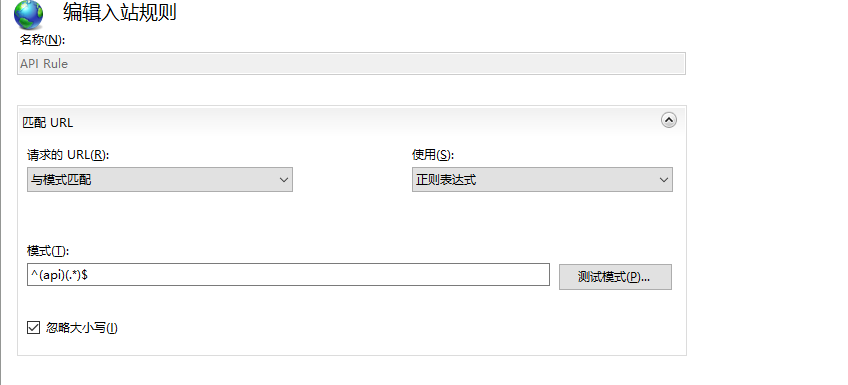 编辑入站规则
名称(N):
API Rule
匹配 URL
请求的 URL(R):
使用(S):
与模式匹配
正则表达式
模式(T):
^(api)(.*)$
测试模式(P)...
忽略大小写(I)